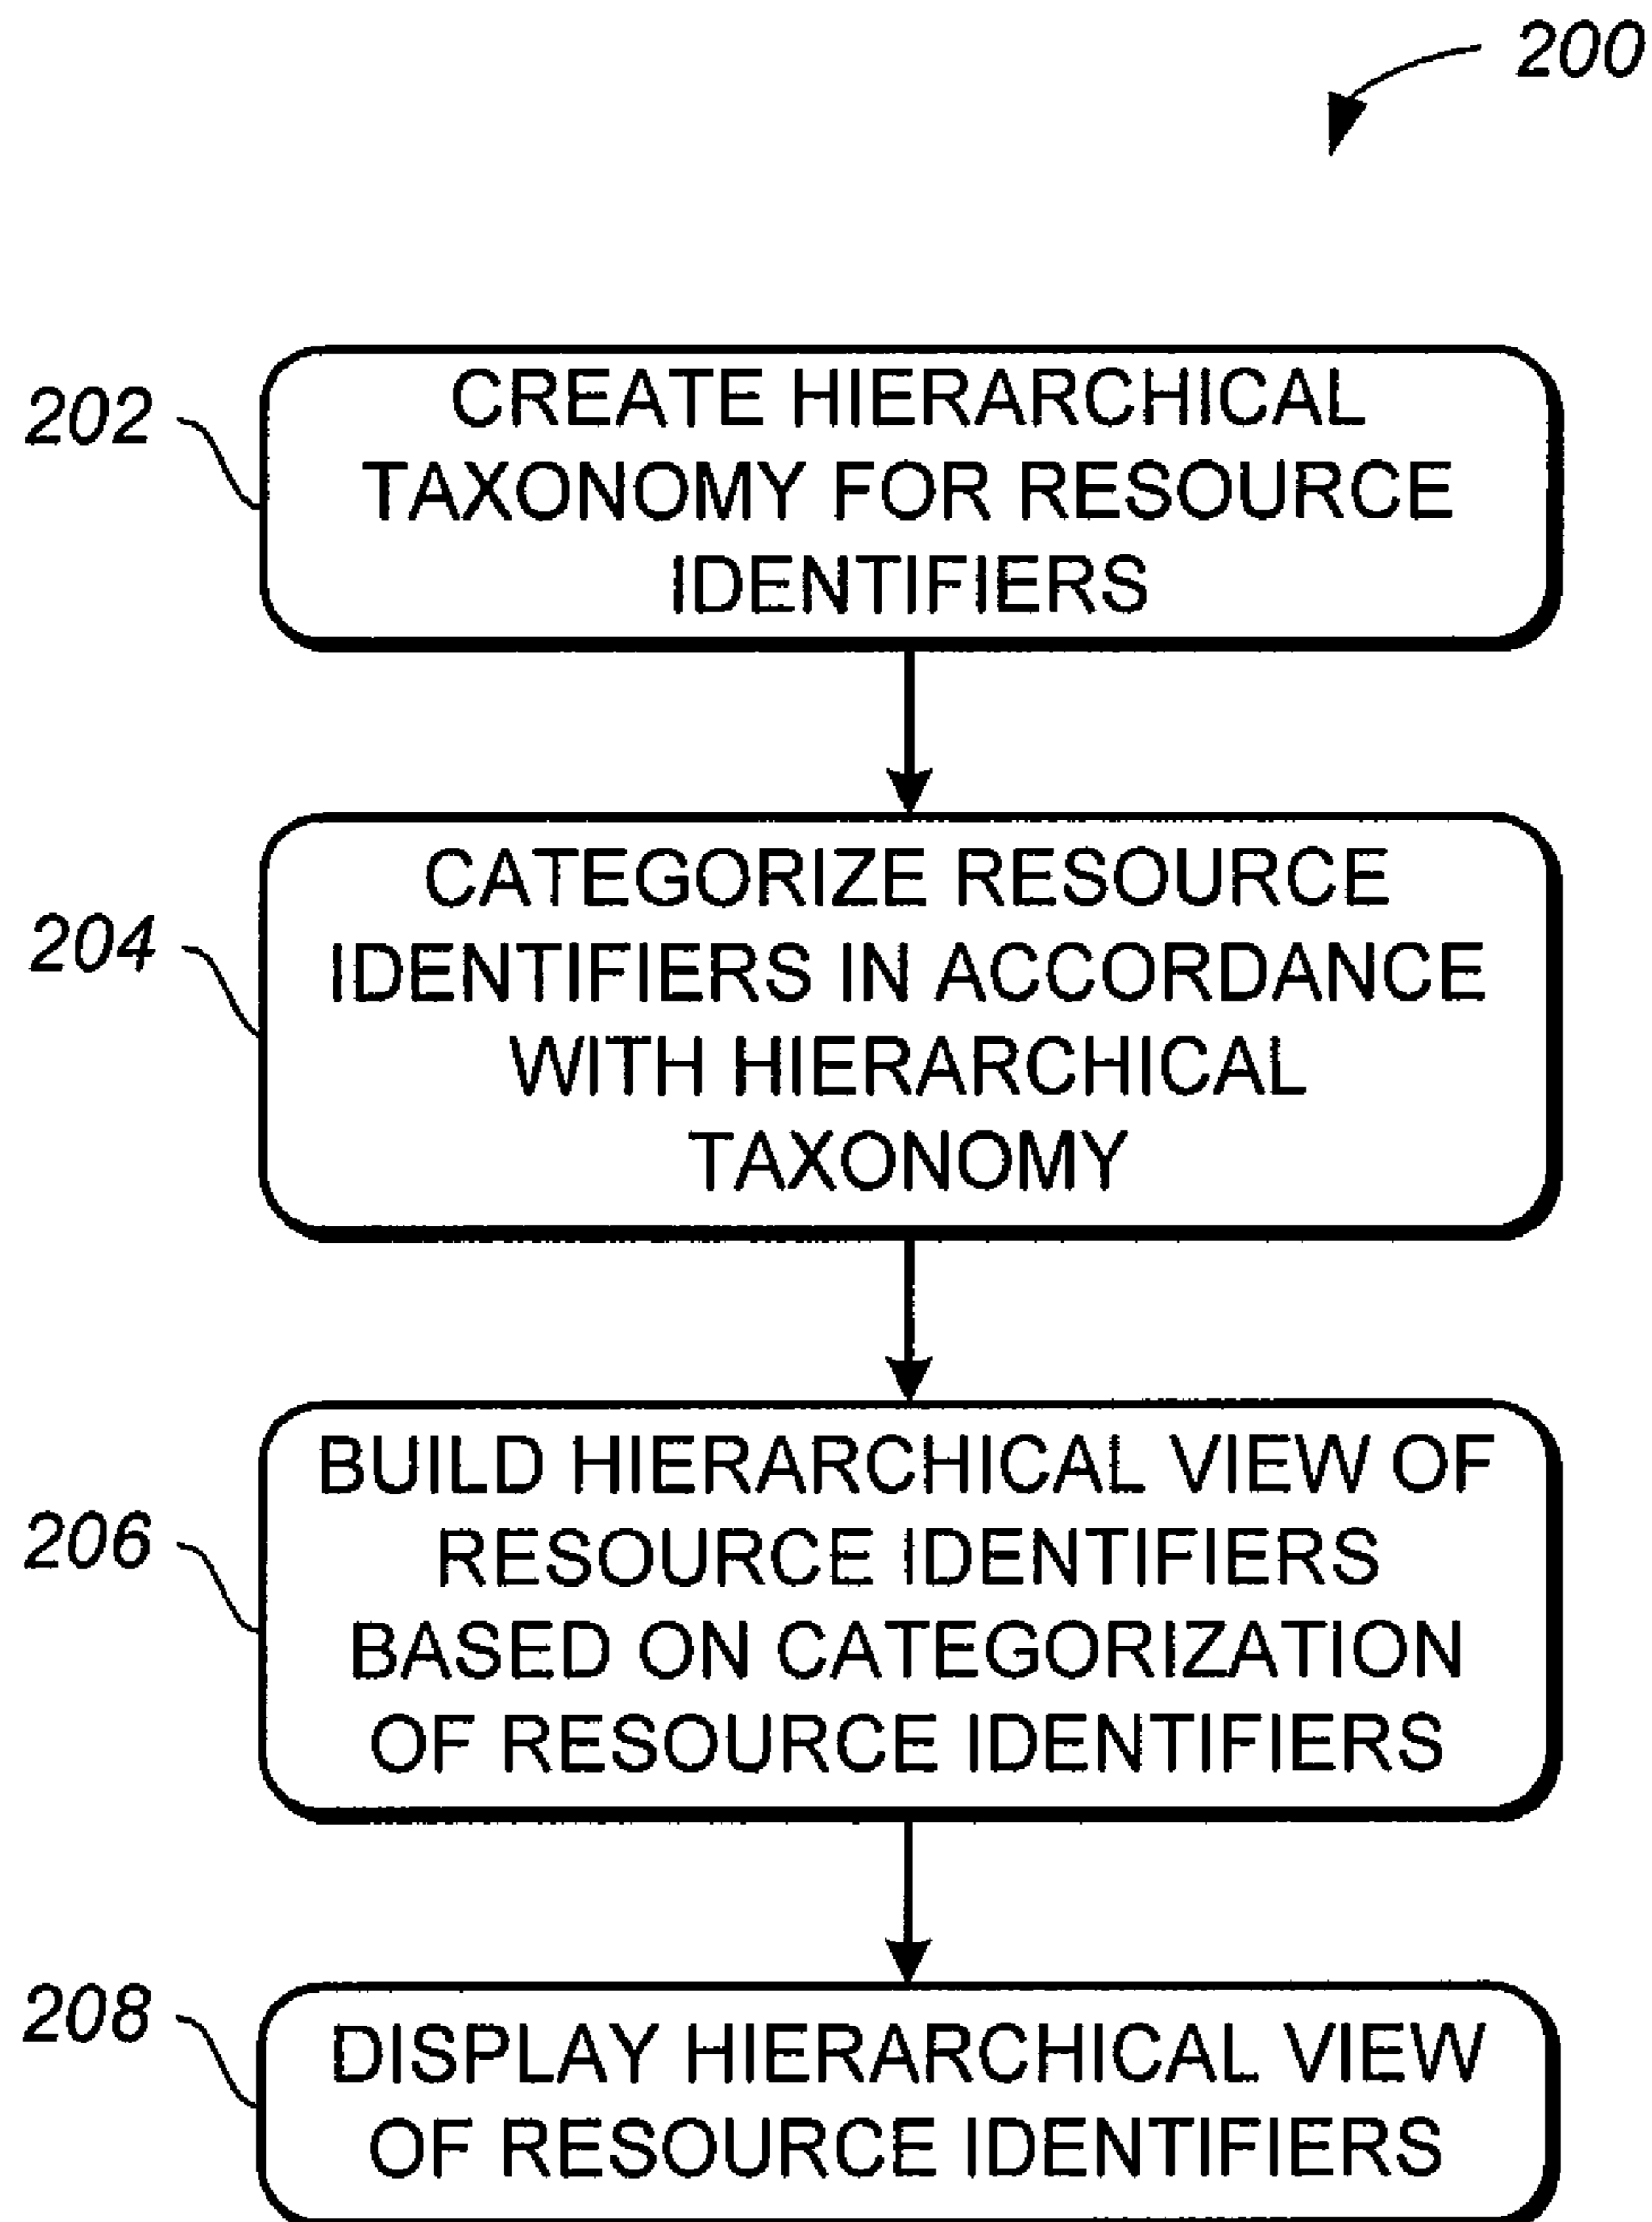 200
202
CREATE HIERARCHICAL
TAXONOMY FOR RESOURCE
IDENTIFIERS
204
CATEGORIZE RESOURCE
IDENTIFIERS IN ACCORDANCE
WITH HIERARCHICAL
TAXONOMY
206
BUILD HIERARCHICAL VIEW OF
RESOURCE IDENTIFIERS
BASED ON CATEGORIZATION
OF RESOURCE IDENTIFIERS
208
DISPLAY HIERARCHICAL VIEW
OF RESOURCE IDENTIFIERS